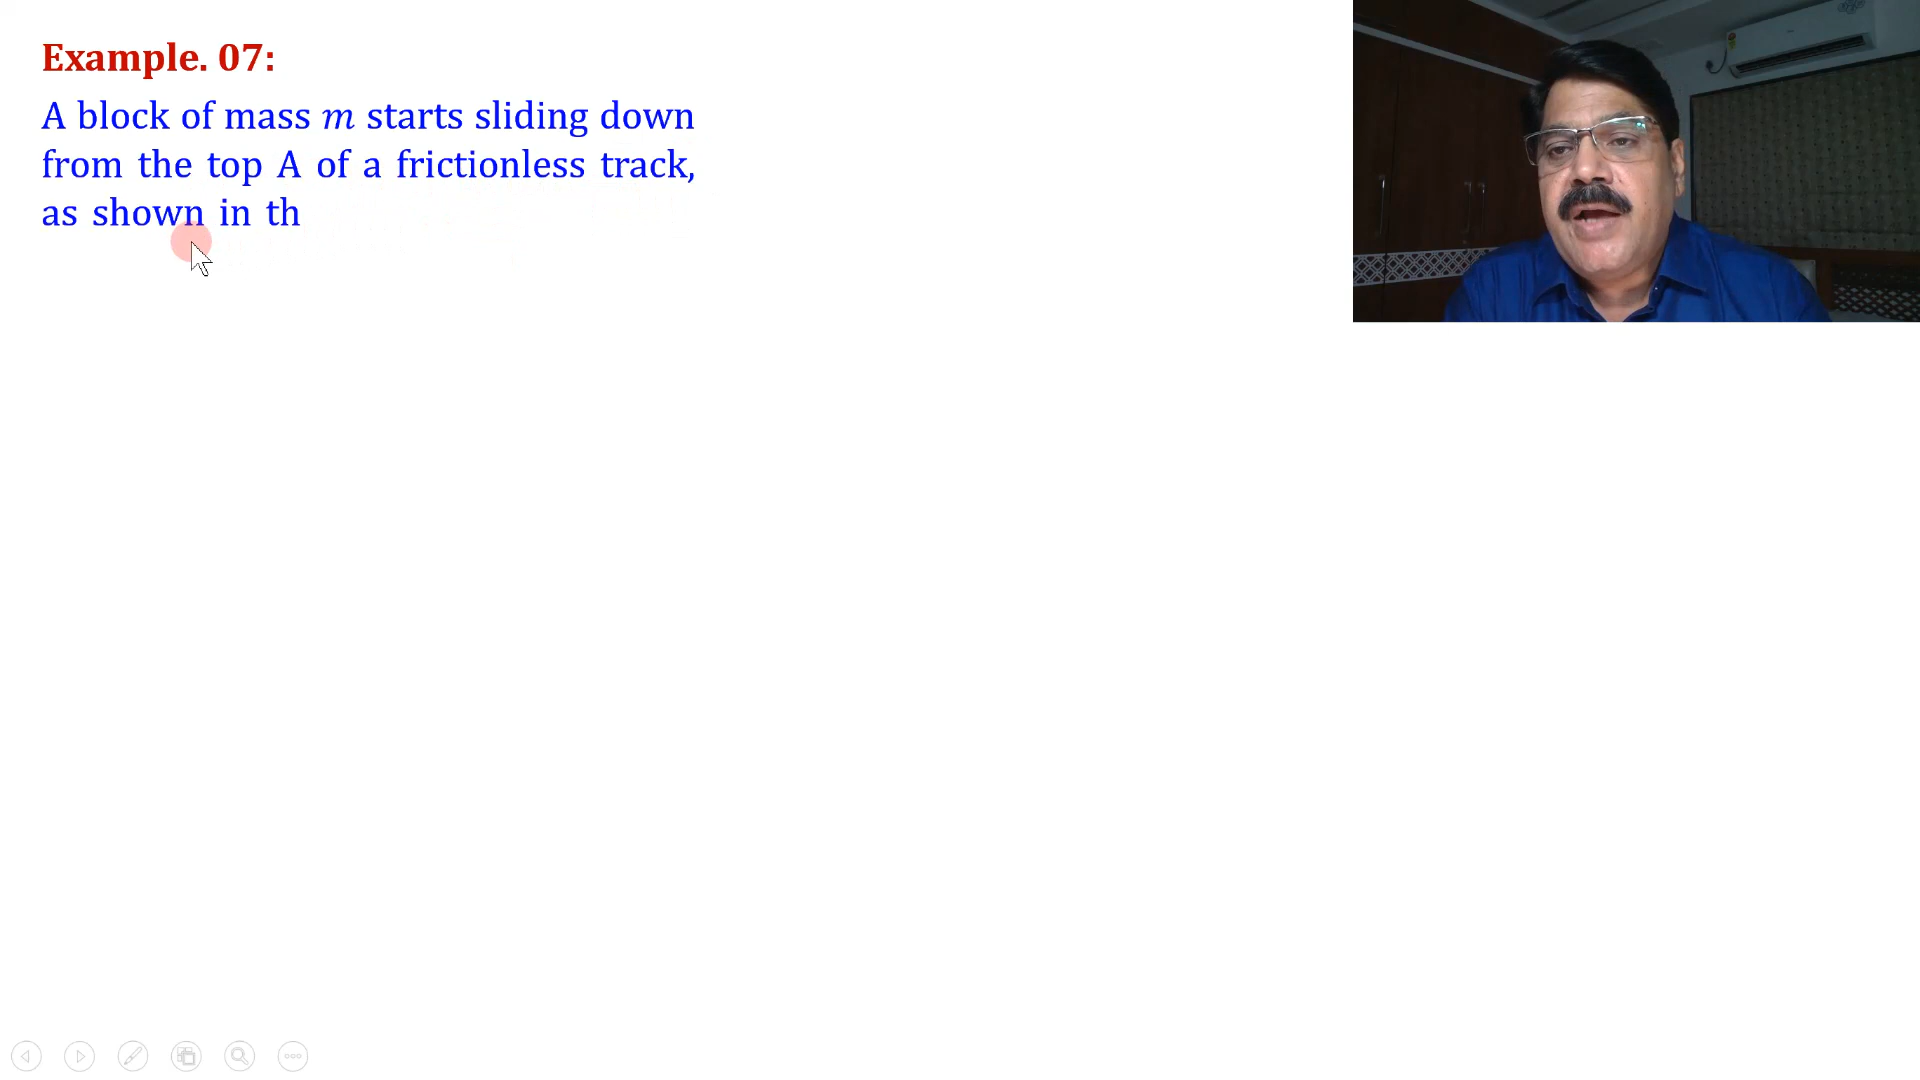 Example. 07:
A block of mass m starts sliding down
from the top A of a frictionless track,
as shown in th